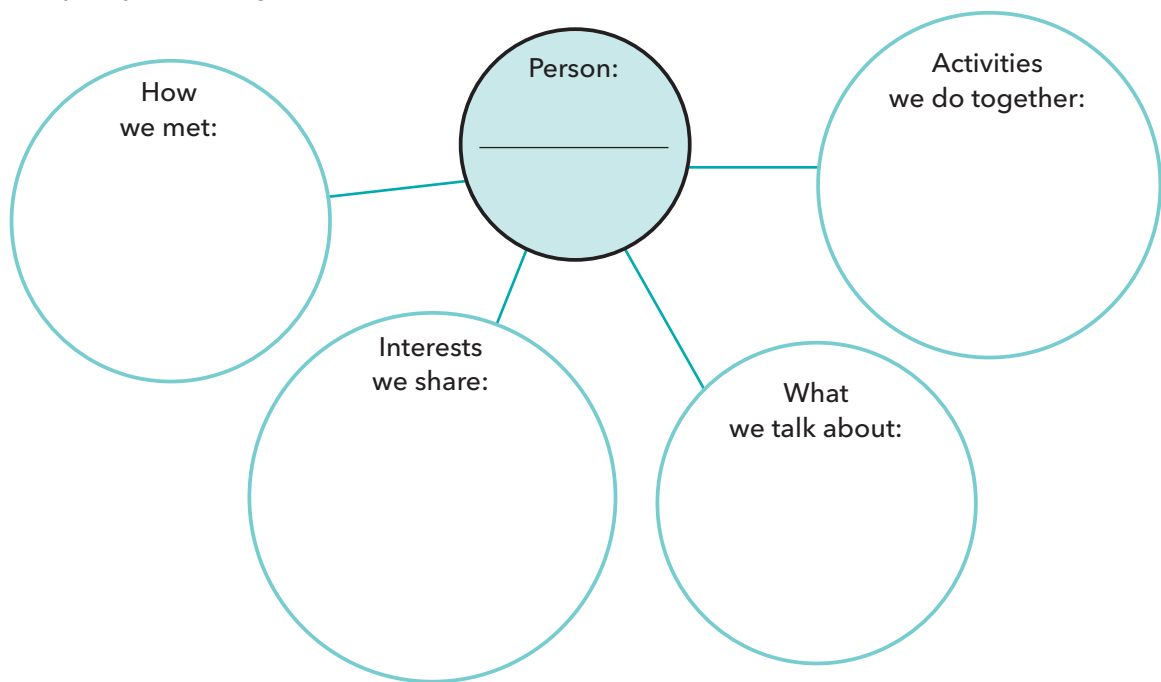 Person:
How
we met:
Activities
we do together:
Interests
we share:
What
we talk about: